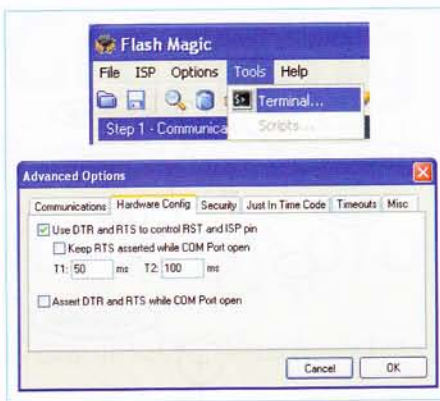 Flash Magic
File ISP Options Tools Help
Terminal...
Step 1 - Communica
Scripts...
Advanced Options
Communications Hardware Config Security Just In Time Code Timeouts Misc
Use DTR and RTS to control RST and ISP pin
Keep RTS asserted while COM Port open
T1: 50 ms T2: 100 ms
Assert DTR and RTS while COM Port open
Cancel OK